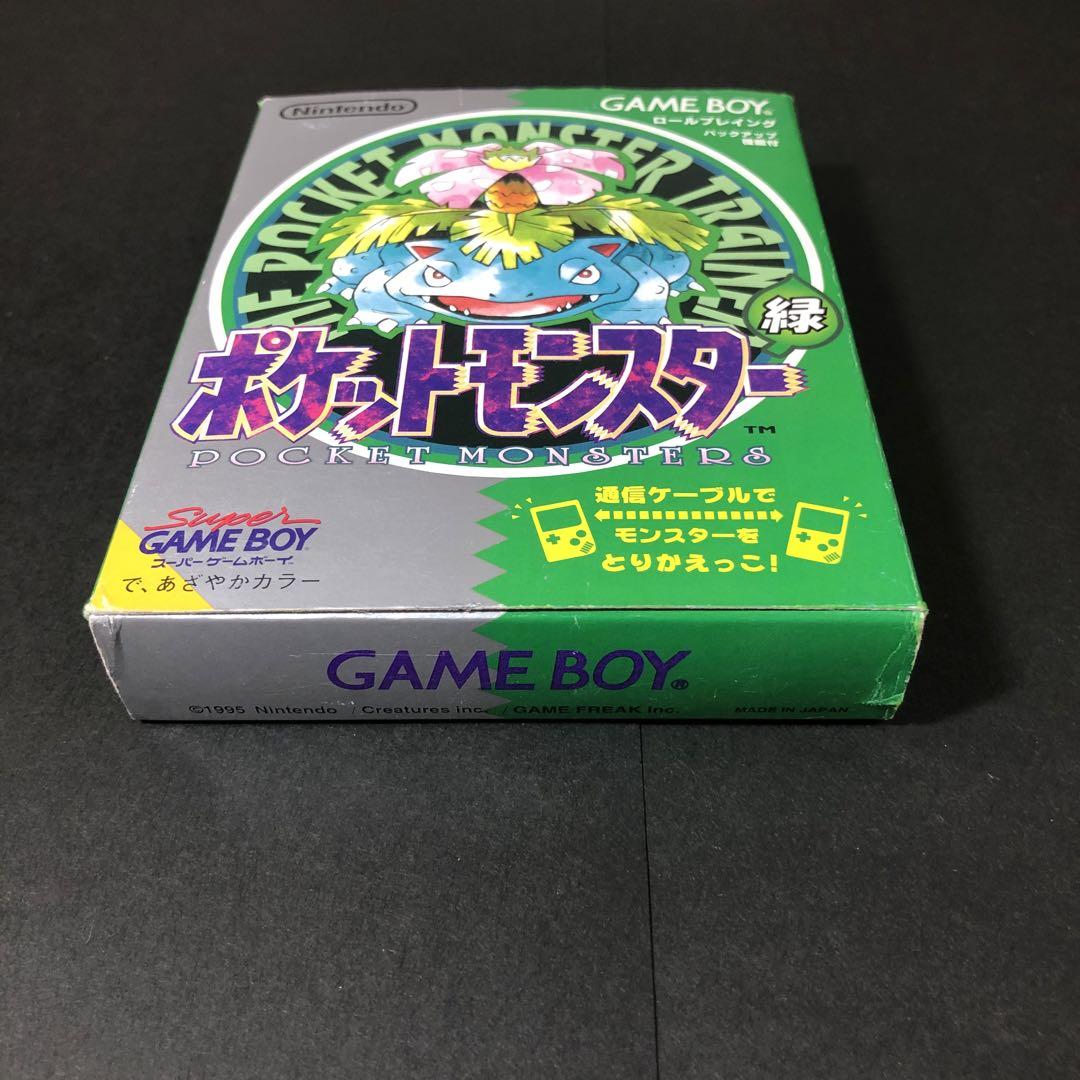 Nintendo
GAME BOY®
ロールプレイング
バックアップ
機能付
THE POCKET MONSTER TRAINER
緑
ポケットモンスター
TM
POCKET MONSTERS
通信ケーブルで
モンスターを
とりかえっこ!
Super
GAME BOY
スーパーゲームボーイ
で、あざやかカラー
GAME BOY®
©1995 Nintendo / Creatures inc. / GAME FREAK inc.
MADE IN JAPAN